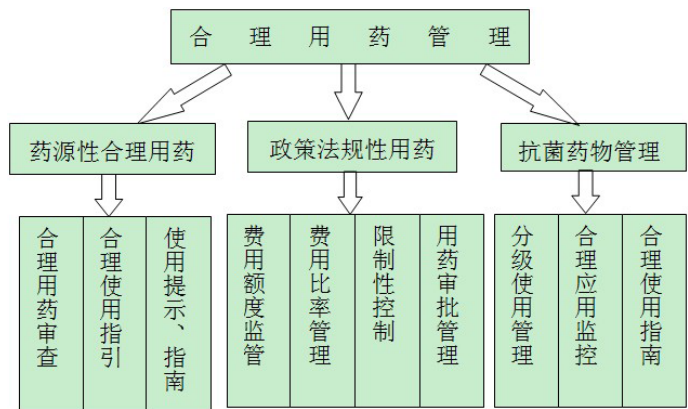 合理用药管理
药源性合理用药
政策法规性用药
抗菌药物管理
合理用药审查
合理使用指引
使用提示、指南
费用额度监管
费用比率管理
限制性控制
用药审批管理
分级使用管理
合理应用监控
合理使用指南